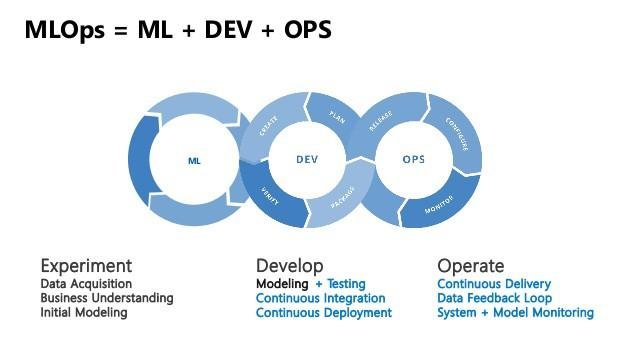 MLOps = ML + DEV + OPS
CREATE
PLAN
RELEASE
CONFIGURE
ML
DEV
OPS
VERIFY
PACKAGE
MONITOR
Experiment
Data Acquisition
Business Understanding
Initial Modeling
Develop
Modeling + Testing
Continuous Integration
Continuous Deployment
Operate
Continuous Delivery
Data Feedback Loop
System + Model Monitoring